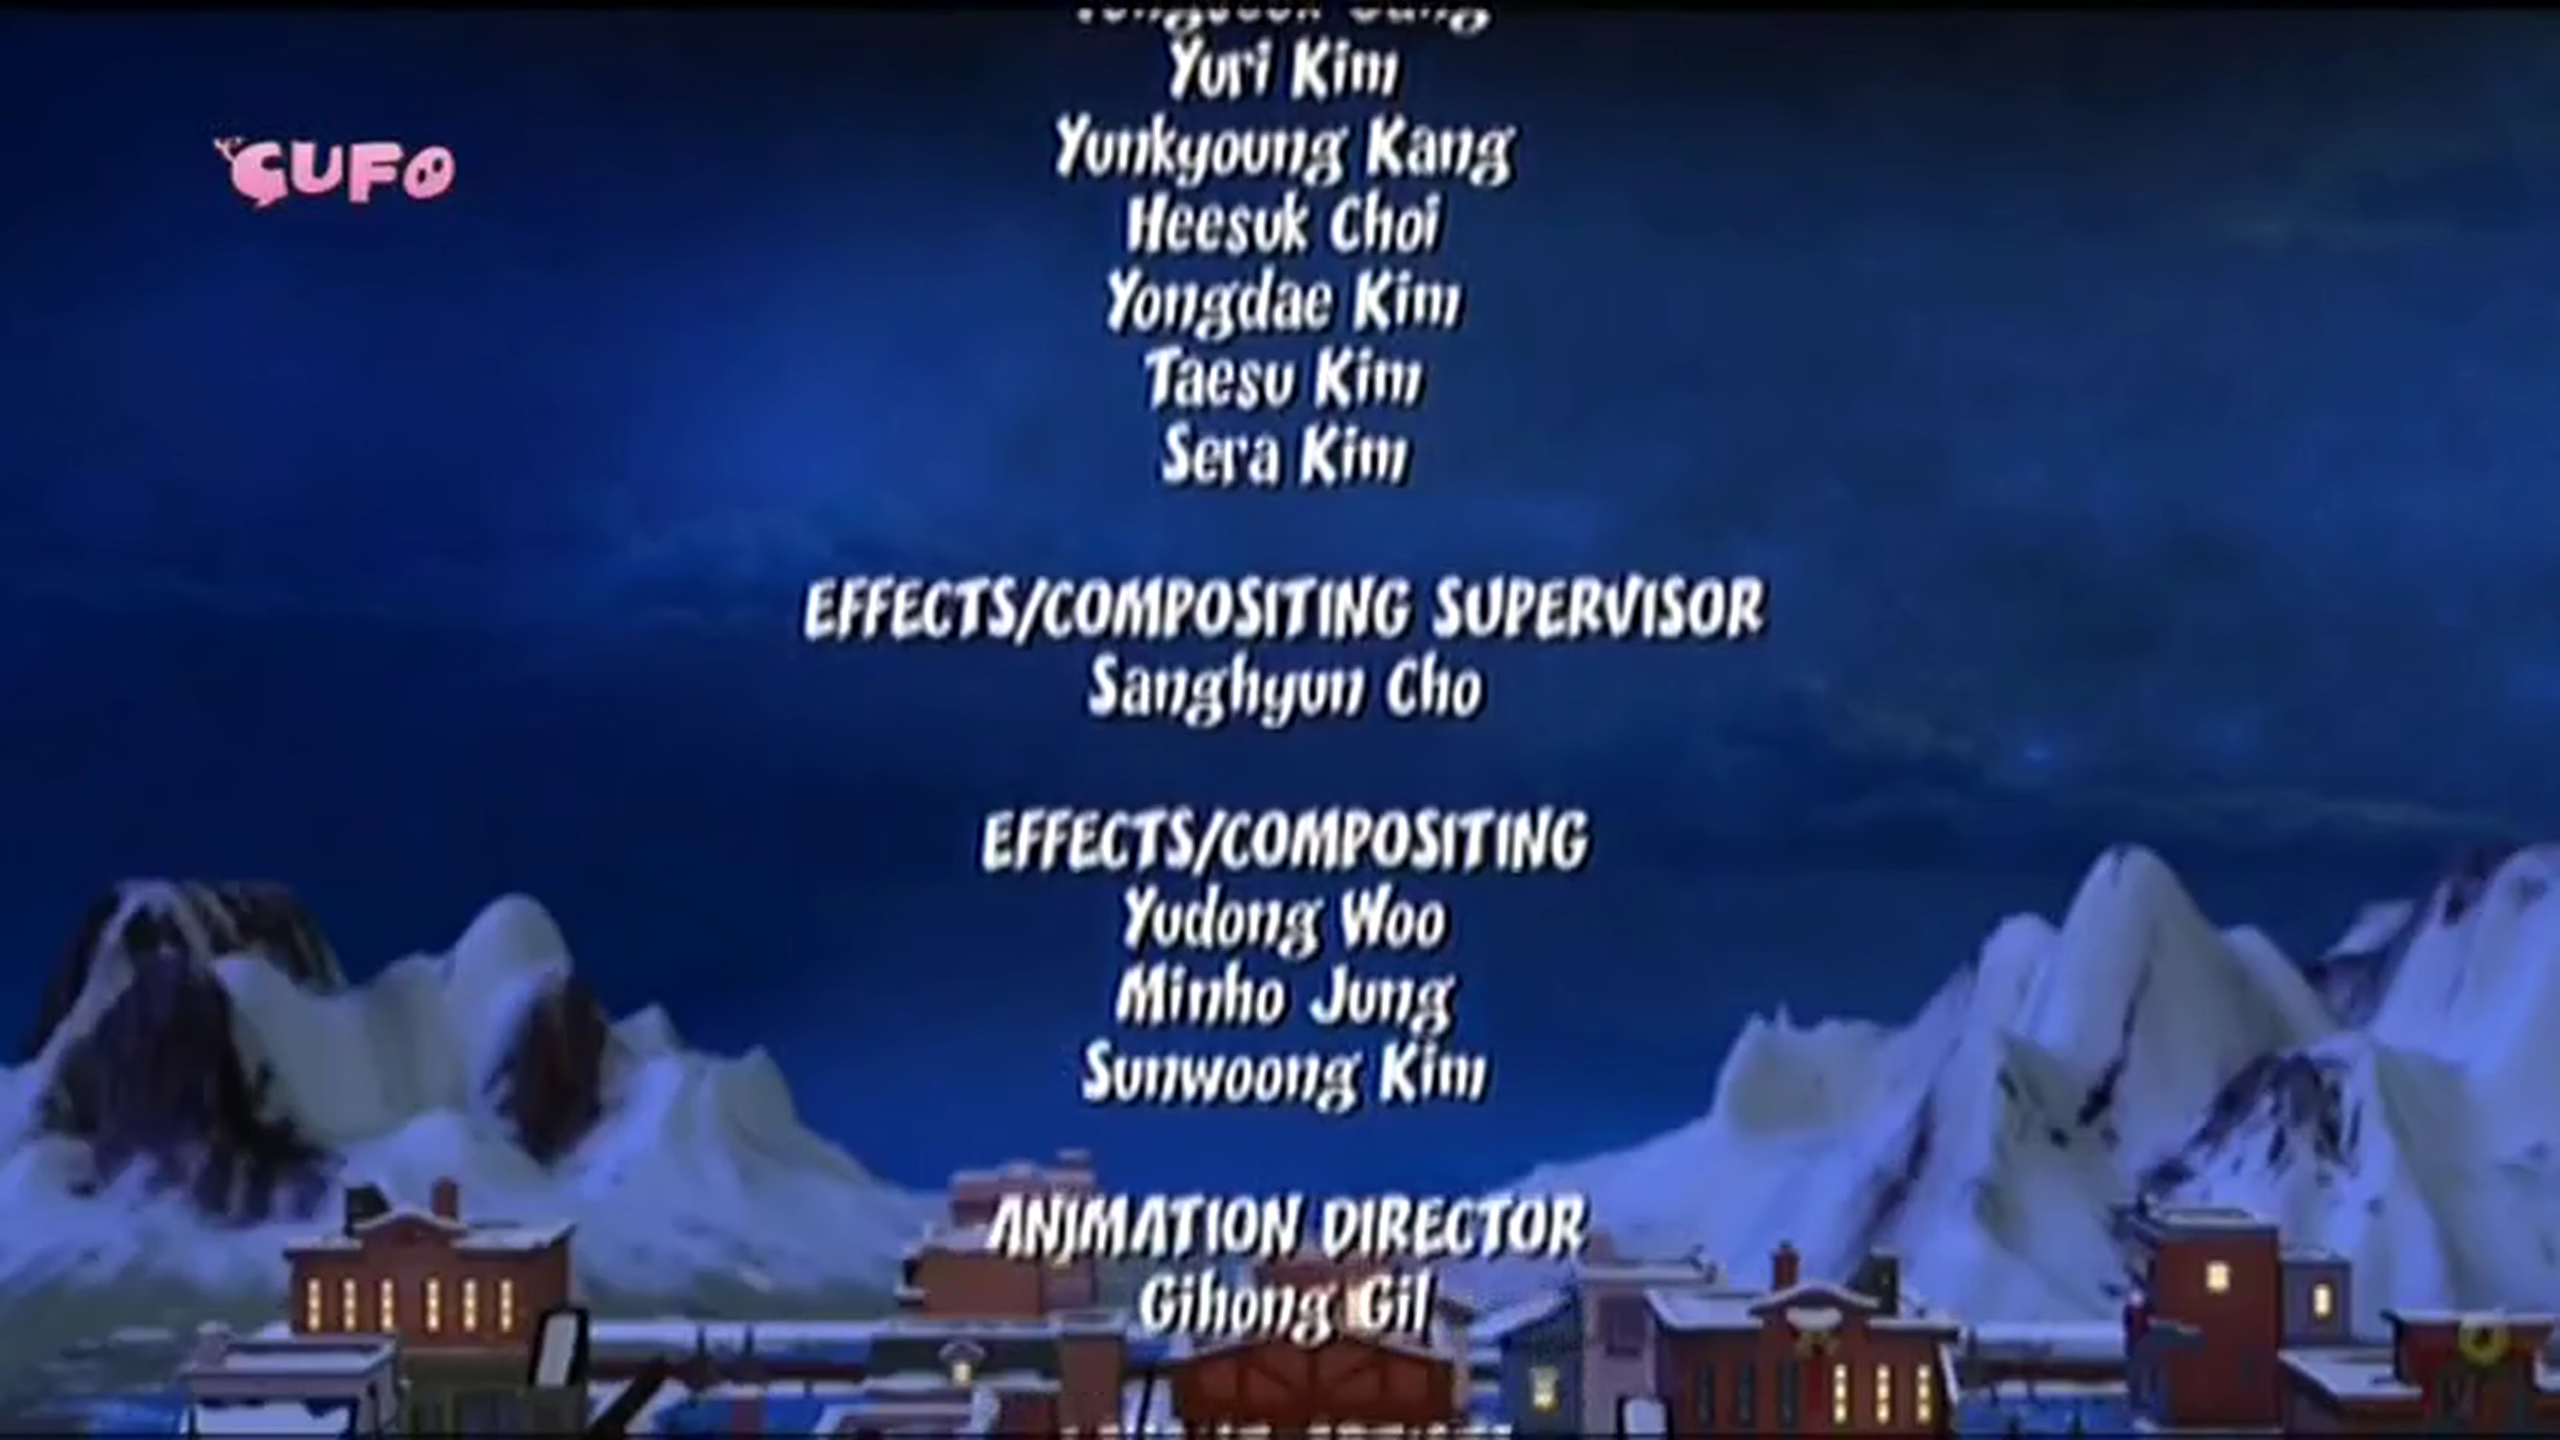 CUFO
Yuri Kim
Yunkyoung Kang
Heesuk Choi
Yongdae Kim
Taesu Kim
Sera Kim
EFFECTS/COMPOSITING SUPERVISOR
Sanghyun Cho
EFFECTS/COMPOSITING
Yudong Woo
Minho Jung
Sunwoong Kim
ANIMATION DIRECTOR
Gihong Gil